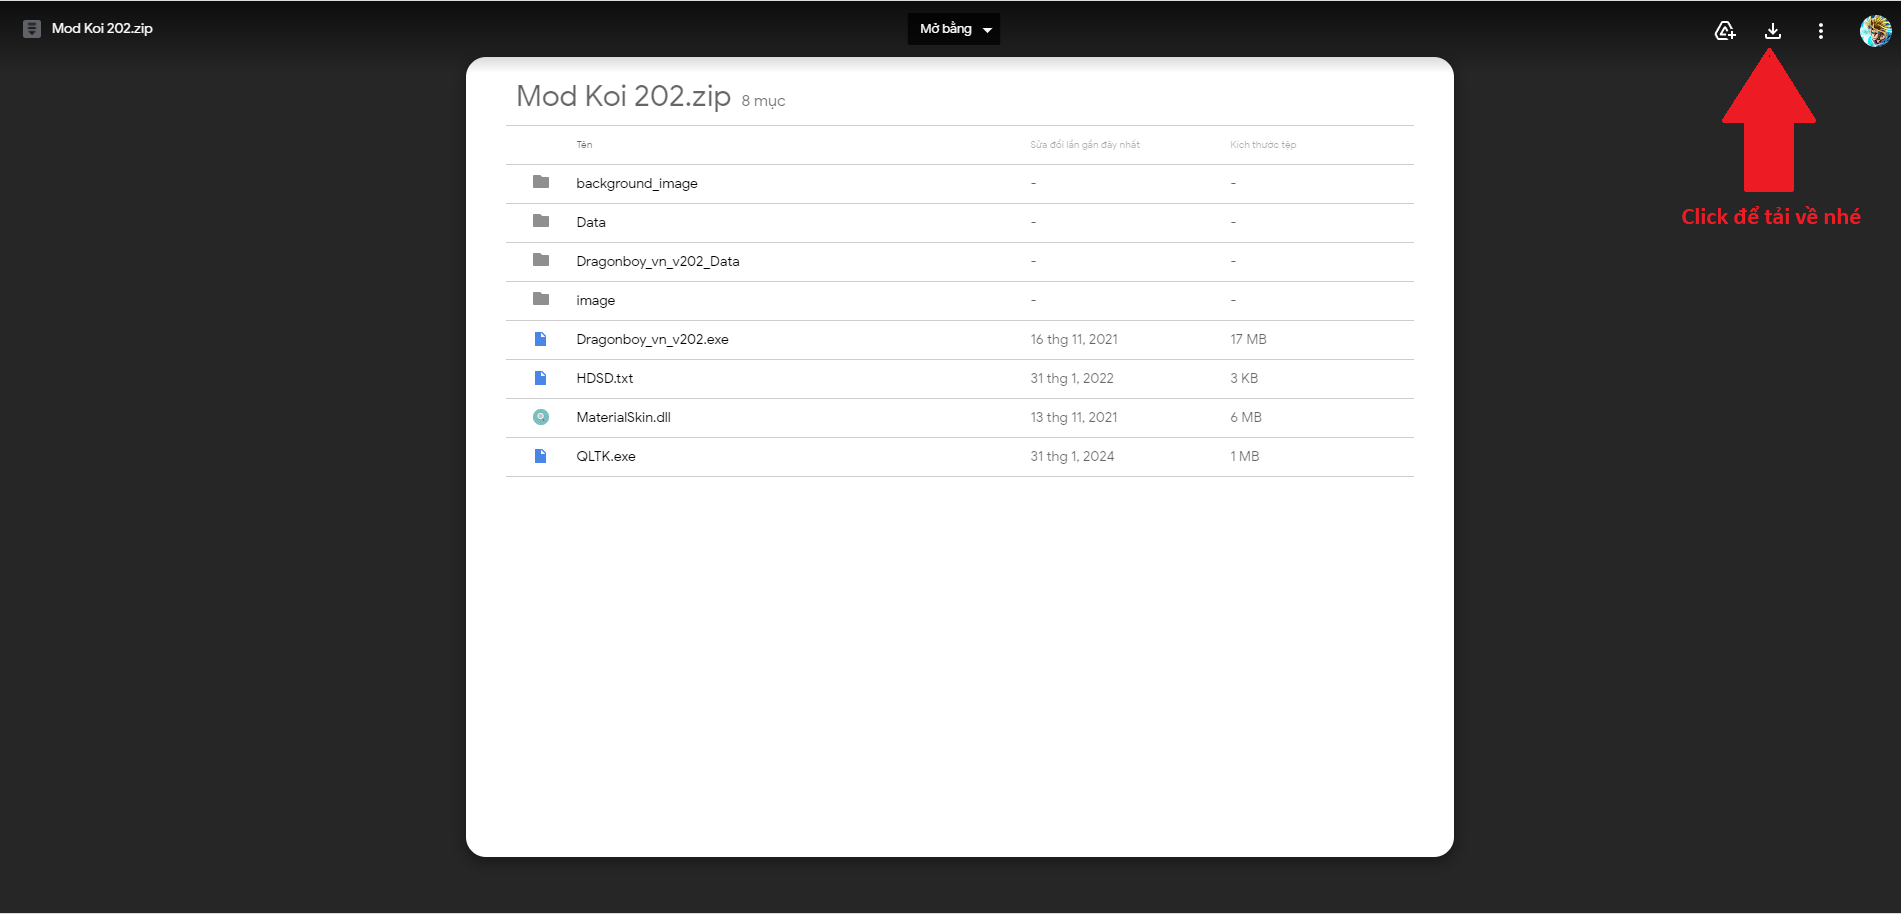 Mod Koi 202.zip
Mở bằng
Mod Koi 202.zip 8 mục
Tên Sửa đổi lần gần đây nhất Kích thước tệp
background_image - -
Data - -
Dragonboy_vn_v202_Data - -
image - -
Dragonboy_vn_v202.exe 16 thg 11, 2021 17 MB
HDSD.txt 31 thg 1, 2022 3 KB
MaterialSkin.dll 13 thg 11, 2021 6 MB
QLTK.exe 31 thg 1, 2024 1 MB
Click để tải về nhé